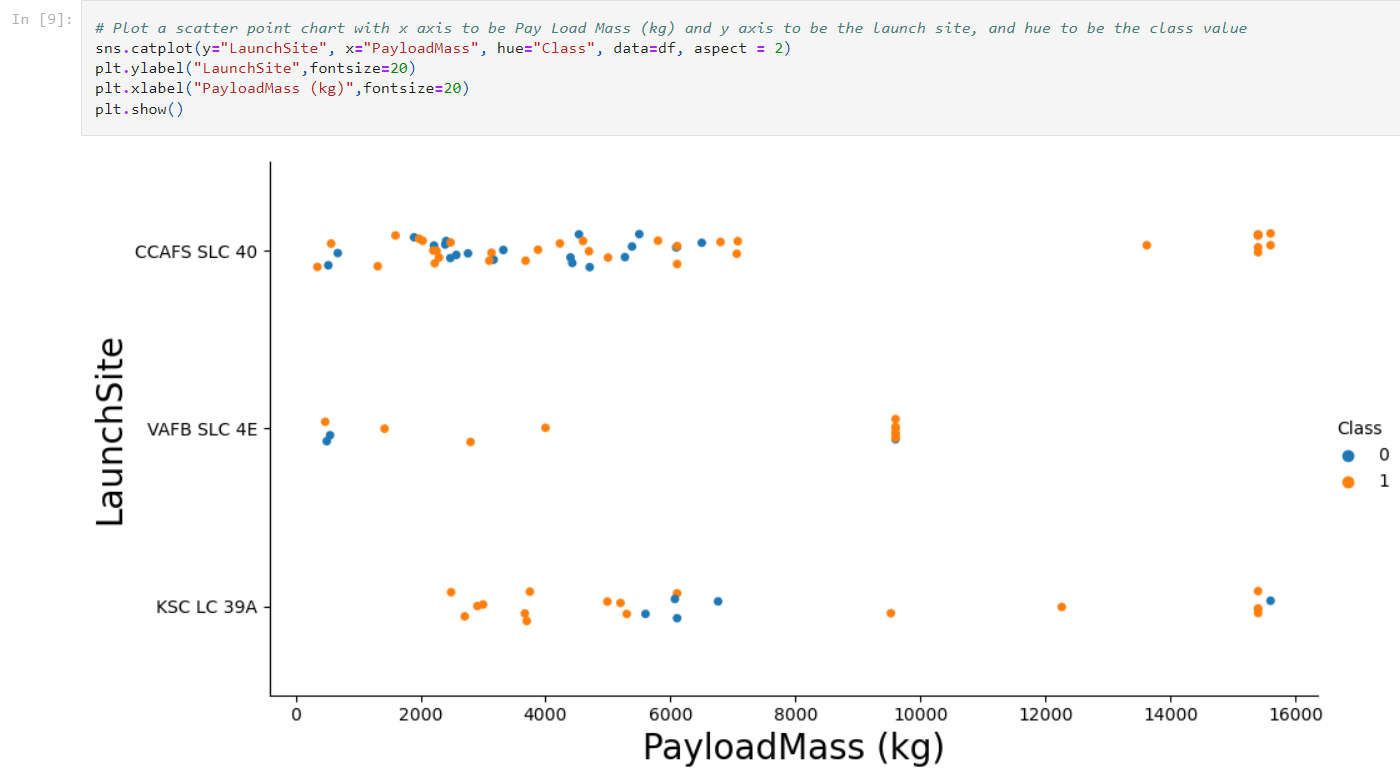 In [9]:
# Plot a scatter point chart with x axis to be Pay Load Mass (kg) and y axis to be the launch site, and hue to be the class value
sns.catplot(y="LaunchSite", x="PayloadMass", hue="Class", data=df, aspect = 2)
plt.ylabel("LaunchSite",fontsize=20)
plt.xlabel("PayloadMass (kg)",fontsize=20)
plt.show()
LaunchSite
CCAFS SLC 40
VAFB SLC 4E
KSC LC 39A
Class
0
1
0 2000 4000 6000 8000 10000 12000 14000 16000
PayloadMass (kg)